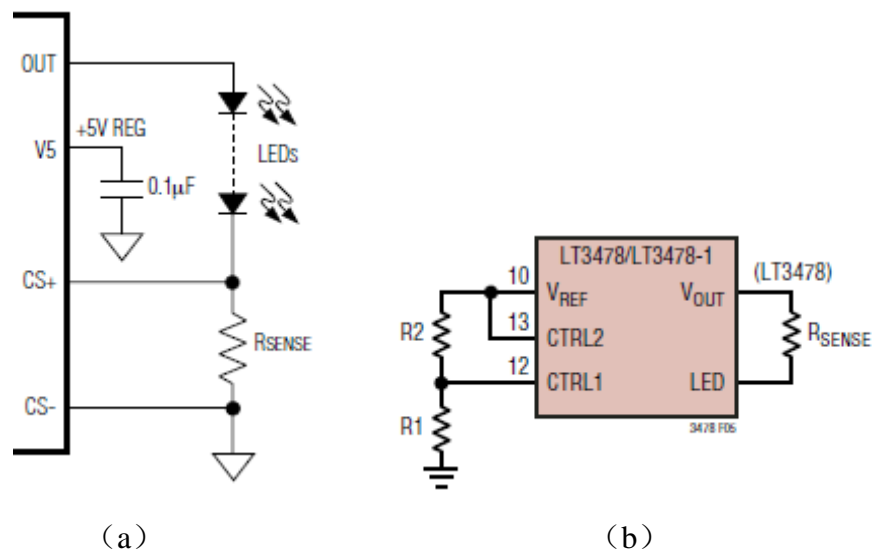 OUT
+5V REG
V5
LEDs
0.1µF
CS+
RSENSE
CS-
LT3478/LT3478-1
(LT3478)
10
VREF
VOUT
13
CTRL2
R2
RSENSE
12
CTRL1
LED
R1
3478 F05
（a）
（b）